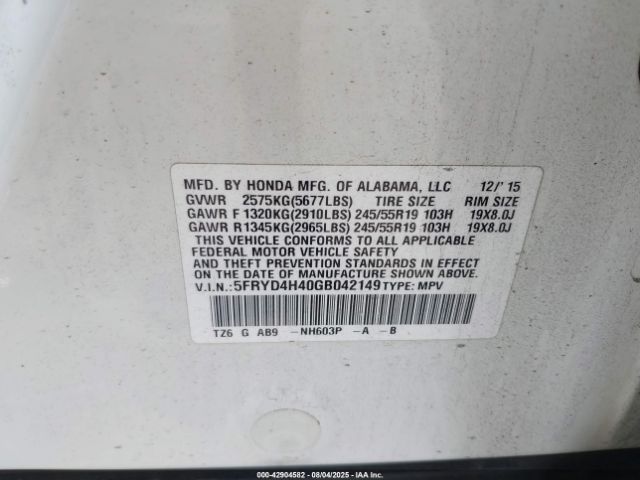 MFD. BY HONDA MFG. OF ALABAMA, LLC 12/'15
GVWR 2575KG(5677LBS) TIRE SIZE RIM SIZE
GAWR F 1320KG(2910LBS) 245/55R19 103H 19X8.0J
GAWR R 1345KG(2965LBS) 245/55R19 103H 19X8.0J
THIS VEHICLE CONFORMS TO ALL APPLICABLE
FEDERAL MOTOR VEHICLE SAFETY
AND THEFT PREVENTION STANDARDS IN EFFECT
ON THE DATE OF MANUFACTURE SHOWN ABOVE.
V.I.N.: 5FRYD4H40GB042149 TYPE: MPV
TZ6 G AB9 -NH603P -A -B
000-42904582 - 08/04/2025 - IAA Inc.